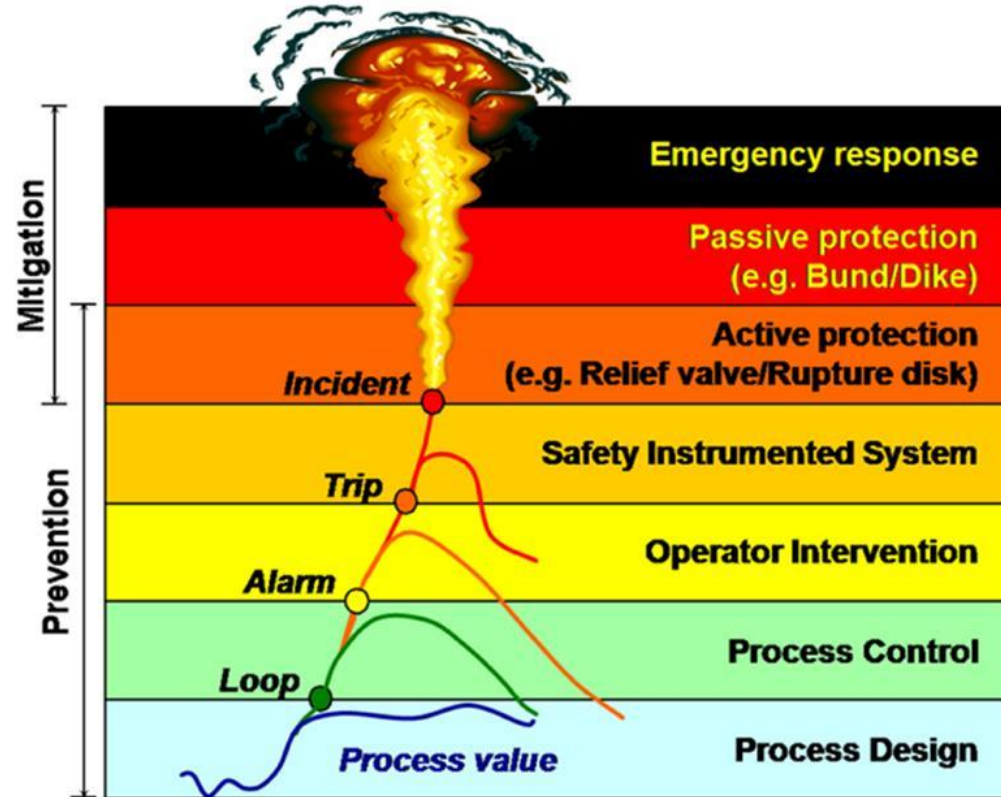 Emergency response
Passive protection
(e.g. Bund/Dike)
Active protection
(e.g. Relief valve/Rupture disk)
Incident
Safety Instrumented System
Trip
Operator Intervention
Alarm
Process Control
Loop
Process Design
Process value
Mitigation
Prevention